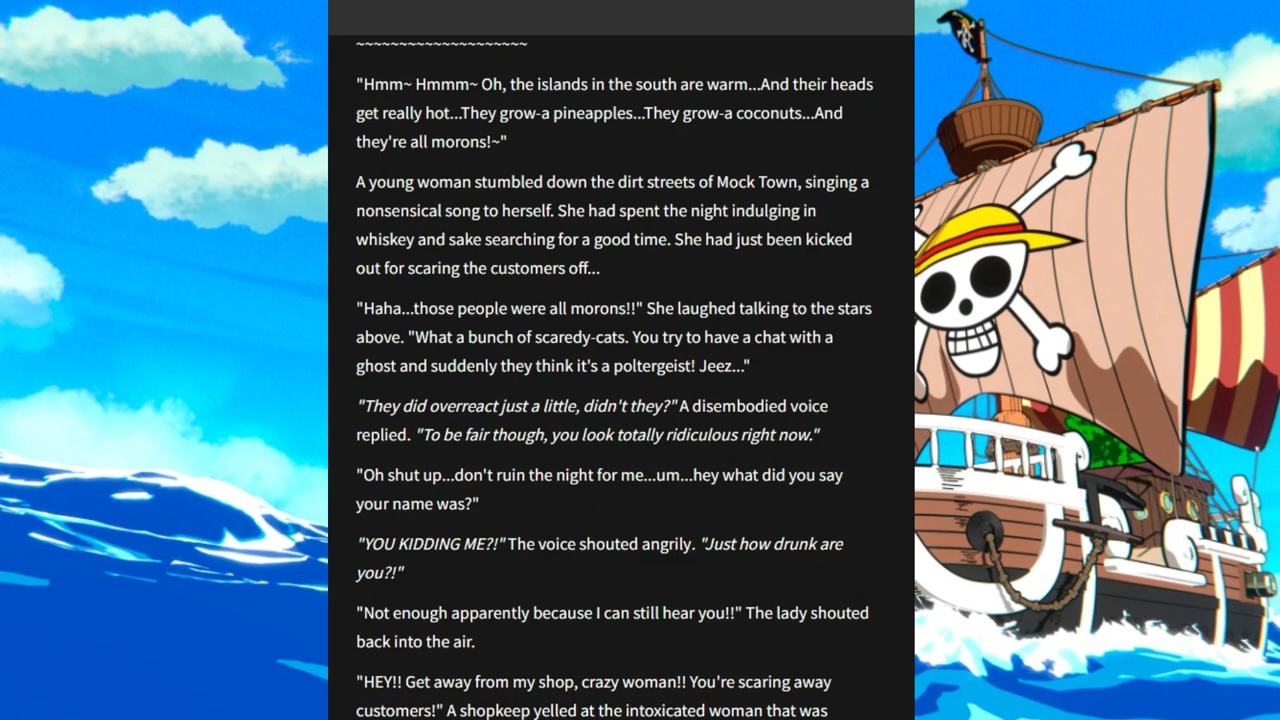 ~~~~~~~~~~~~~~~~~~~~
"Hmm~ Hmmm~ Oh, the islands in the south are warm...And their heads
get really hot...They grow-a pineapples...They grow-a coconuts...And
they're all morons!~"
A young woman stumbled down the dirt streets of Mock Town, singing a
nonsensical song to herself. She had spent the night indulging in
whiskey and sake searching for a good time. She had just been kicked
out for scaring the customers off...
"Haha...those people were all morons!!" She laughed talking to the stars
above. "What a bunch of scaredy-cats. You try to have a chat with a
ghost and suddenly they think it's a poltergeist! Jeez..."
"They did overreact just a little, didn't they?" A disembodied voice
replied. "To be fair though, you look totally ridiculous right now."
"Oh shut up...don't ruin the night for me...um...hey what did you say
your name was?"
"YOU KIDDING ME?!" The voice shouted angrily. "Just how drunk are
you?!"
"Not enough apparently because I can still hear you!!" The lady shouted
back into the air.
"HEY!! Get away from my shop, crazy woman!! You're scaring away
customers!" A shopkeep yelled at the intoxicated woman that was